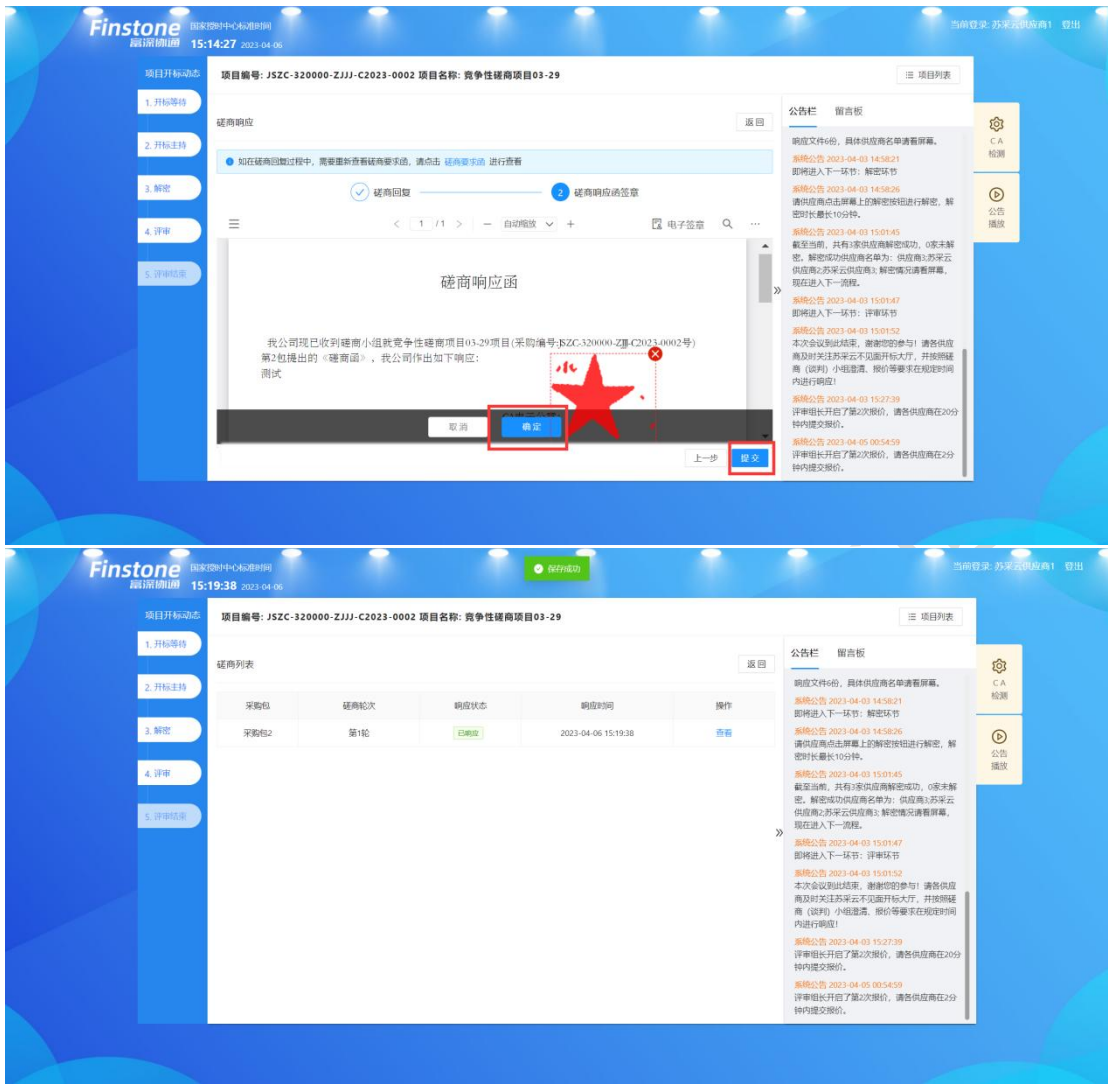 Finstone
富深协通
国家授时中心标准时间
15:14:27 2023-04-06
当前登录: 苏采云供应商1 登出
项目开标动态
1. 开标等待
2. 开标主持
3. 解密
4. 评审
5. 评审结束
项目编号: JSZC-320000-ZJJJ-C2023-0002 项目名称: 竞争性磋商项目03-29
项目列表
磋商响应
返回
如在磋商回复过程中，需要重新查看磋商要求函，请点击 磋商要求函 进行查看
磋商回复
2 磋商响应函签章
1 /1
自动缩放
电子签章
磋商响应函
我公司现已收到磋商小组就竞争性磋商项目03-29项目(采购编号:JSZC-320000-ZJJJ-C2023-0002号)
第2包提出的《磋商函》，我公司作出如下响应：
测试
取消
确定
上一步
提交
公告栏 留言板
响应文件6份，具体供应商名单请看屏幕。
系统公告 2023-04-03 14:58:21
即将进入下一环节：解密环节
系统公告 2023-04-03 14:58:26
请供应商点击屏幕上的解密按钮进行解密，解
密时长最长10分钟。
系统公告 2023-04-03 15:01:45
截至当前，共有3家供应商解密成功，0家未解
密。解密成功供应商名单为：供应商3;苏采云
供应商2;苏采云供应商3; 解密情况请看屏幕，
现在进入下一流程。
系统公告 2023-04-03 15:01:47
即将进入下一环节：评审环节
系统公告 2023-04-03 15:01:52
本次会议到此结束，谢谢您的参与！请各供应
商及时关注苏采云不见面开标大厅，并按照磋
商（谈判）小组澄清、报价等要求在规定时间
内进行响应！
系统公告 2023-04-03 15:27:39
评审组长开启了第2次报价，请各供应商在20分
钟内提交报价。
系统公告 2023-04-05 00:54:59
评审组长开启了第2次报价，请各供应商在2分
钟内提交报价。
CA
检测
公告
播放
Finstone
富深协通
国家授时中心标准时间
15:19:38 2023-04-06
保存成功
当前登录: 苏采云供应商1 登出
项目开标动态
1. 开标等待
2. 开标主持
3. 解密
4. 评审
5. 评审结束
项目编号: JSZC-320000-ZJJJ-C2023-0002 项目名称: 竞争性磋商项目03-29
项目列表
磋商列表
返回
采购包 磋商轮次 响应状态 响应时间 操作
采购包2 第1轮 已响应 2023-04-06 15:19:38 查看
公告栏 留言板
响应文件6份，具体供应商名单请看屏幕。
系统公告 2023-04-03 14:58:21
即将进入下一环节：解密环节
系统公告 2023-04-03 14:58:26
请供应商点击屏幕上的解密按钮进行解密，解
密时长最长10分钟。
系统公告 2023-04-03 15:01:45
截至当前，共有3家供应商解密成功，0家未解
密。解密成功供应商名单为：供应商3;苏采云
供应商2;苏采云供应商3; 解密情况请看屏幕，
现在进入下一流程。
系统公告 2023-04-03 15:01:47
即将进入下一环节：评审环节
系统公告 2023-04-03 15:01:52
本次会议到此结束，谢谢您的参与！请各供应
商及时关注苏采云不见面开标大厅，并按照磋
商（谈判）小组澄清、报价等要求在规定时间
内进行响应！
系统公告 2023-04-03 15:27:39
评审组长开启了第2次报价，请各供应商在20分
钟内提交报价。
系统公告 2023-04-05 00:54:59
评审组长开启了第2次报价，请各供应商在2分
钟内提交报价。
CA
检测
公告
播放